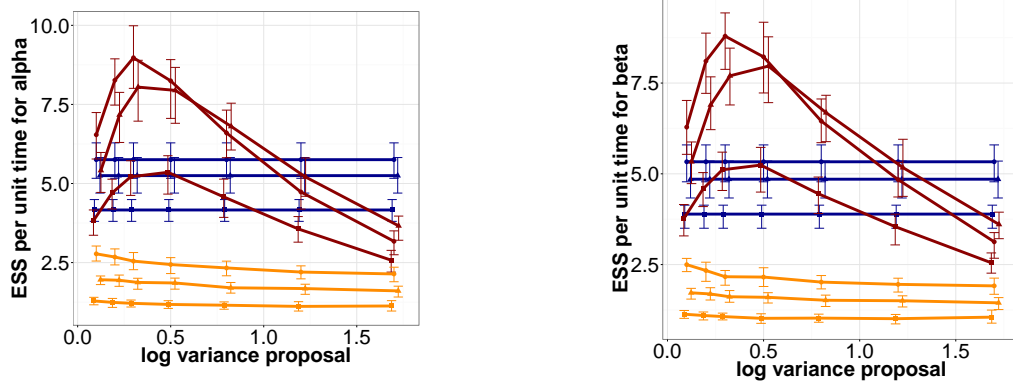 ESS per unit time for alpha
10.0
7.5
5.0
2.5
0.0 0.5 1.0 1.5
log variance proposal
ESS per unit time for beta
7.5
5.0
2.5
0.0 0.5 1.0 1.5
log variance proposal